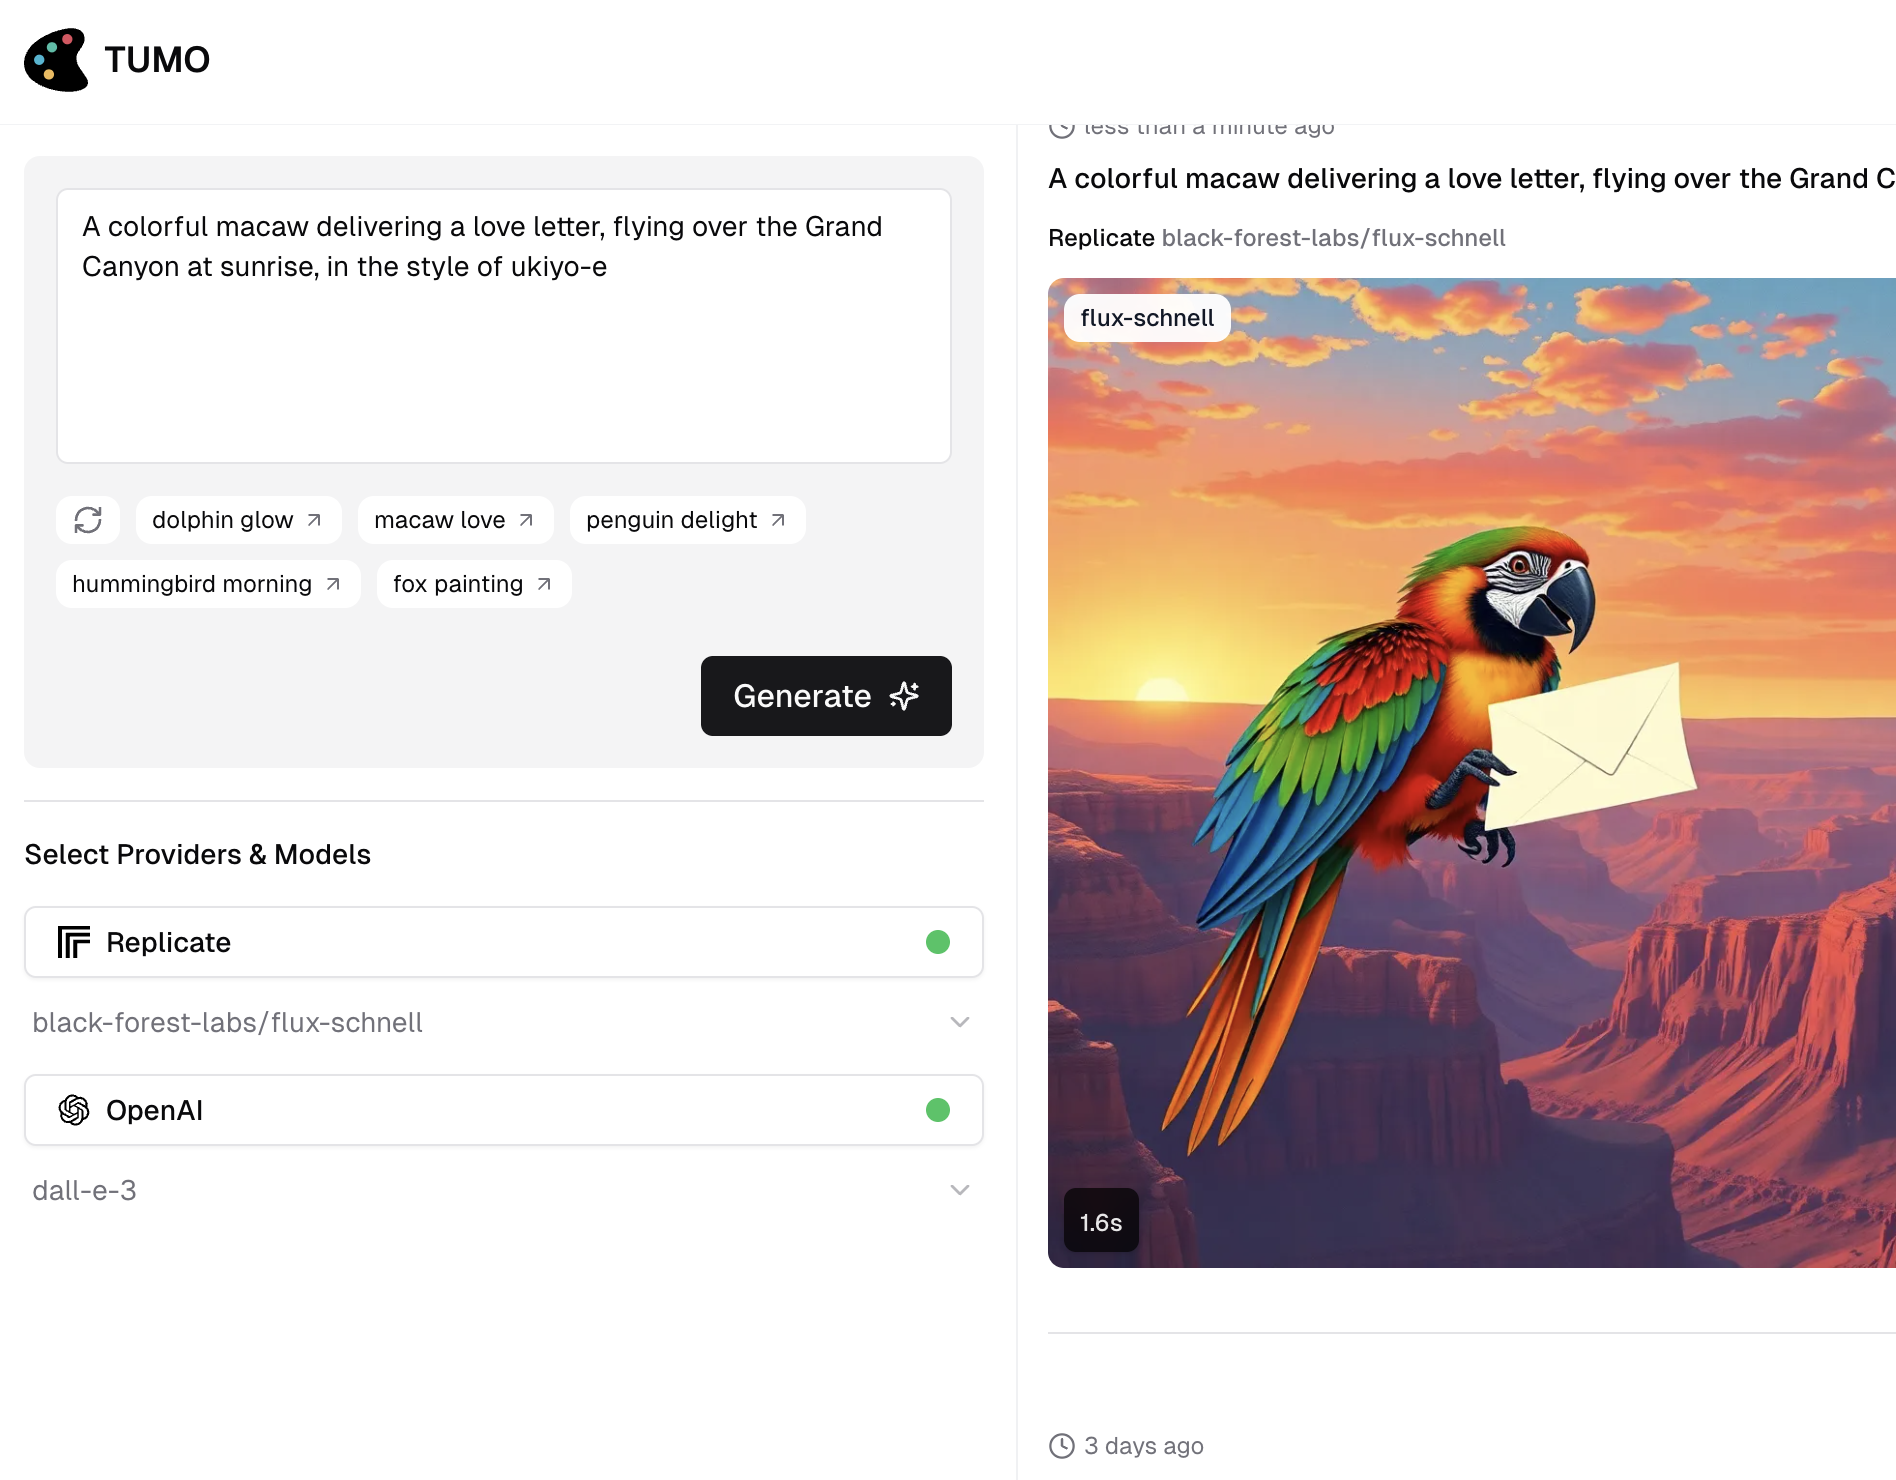 TUMO
A colorful macaw delivering a love letter, flying over the Grand
Canyon at sunrise, in the style of ukiyo-e
dolphin glow
macaw love
penguin delight
hummingbird morning
fox painting
Generate
Select Providers & Models
Replicate
black-forest-labs/flux-schnell
OpenAI
dall-e-3
less than a minute ago
A colorful macaw delivering a love letter, flying over the Grand C
Replicate black-forest-labs/flux-schnell
flux-schnell
1.6s
3 days ago